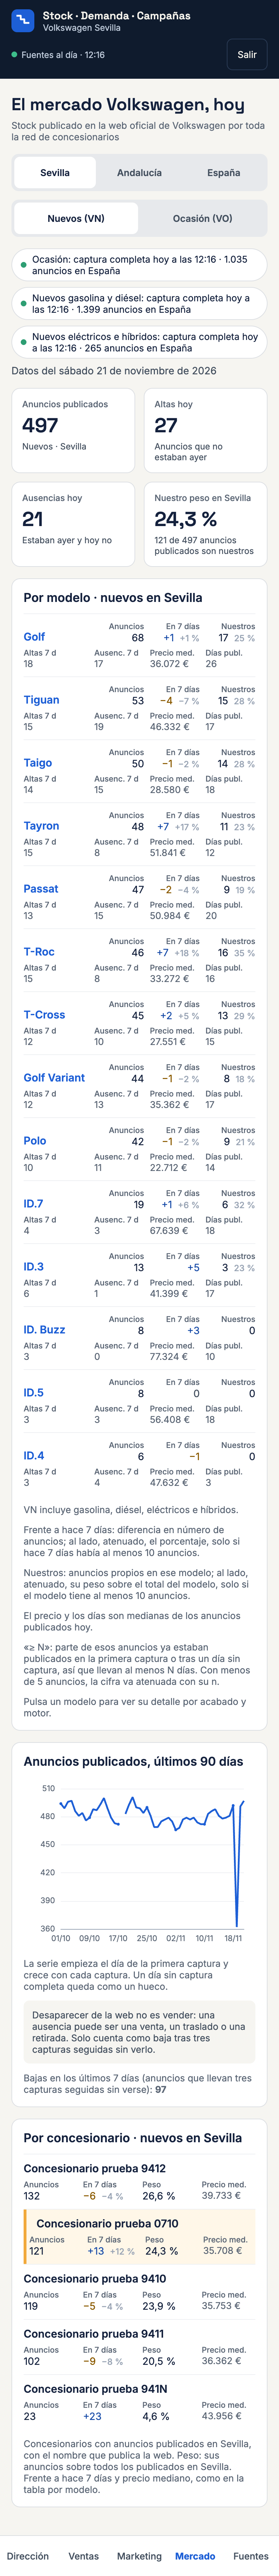 Stock · Demanda · Campañas
Volkswagen Sevilla
Fuentes al día · 12:16
Salir
El mercado Volkswagen, hoy
Stock publicado en la web oficial de Volkswagen por toda
la red de concesionarios
Sevilla Andalucía España
Nuevos (VN) Ocasión (VO)
Ocasión: captura completa hoy a las 12:16 · 1.035
anuncios en España
Nuevos gasolina y diésel: captura completa hoy a
las 12:16 · 1.399 anuncios en España
Nuevos eléctricos e híbridos: captura completa hoy
a las 12:16 · 265 anuncios en España
Datos del sábado 21 de noviembre de 2026
Anuncios publicados
497
Nuevos · Sevilla
Altas hoy
27
Anuncios que no
estaban ayer
Ausencias hoy
21
Estaban ayer y hoy no
Nuestro peso en Sevilla
24,3 %
121 de 497 anuncios
publicados son nuestros
Por modelo · nuevos en Sevilla
Anuncios En 7 días Nuestros
Golf 68 +1 +1 % 17 25 %
Altas 7 d Ausenc. 7 d Precio med. Días publ.
18 17 36.072 € 26
Anuncios En 7 días Nuestros
Tiguan 53 −4 −7 % 15 28 %
Altas 7 d Ausenc. 7 d Precio med. Días publ.
15 19 46.332 € 17
Anuncios En 7 días Nuestros
Taigo 50 −1 −2 % 14 28 %
Altas 7 d Ausenc. 7 d Precio med. Días publ.
14 15 28.580 € 18
Anuncios En 7 días Nuestros
Tayron 48 +7 +17 % 11 23 %
Altas 7 d Ausenc. 7 d Precio med. Días publ.
15 8 51.841 € 12
Anuncios En 7 días Nuestros
Passat 47 −2 −4 % 9 19 %
Altas 7 d Ausenc. 7 d Precio med. Días publ.
13 15 50.984 € 20
Anuncios En 7 días Nuestros
T-Roc 46 +7 +18 % 16 35 %
Altas 7 d Ausenc. 7 d Precio med. Días publ.
15 8 33.272 € 16
Anuncios En 7 días Nuestros
T-Cross 45 +2 +5 % 13 29 %
Altas 7 d Ausenc. 7 d Precio med. Días publ.
12 10 27.551 € 15
Anuncios En 7 días Nuestros
Golf Variant 44 −1 −2 % 8 18 %
Altas 7 d Ausenc. 7 d Precio med. Días publ.
12 13 35.362 € 17
Anuncios En 7 días Nuestros
Polo 42 −1 −2 % 9 21 %
Altas 7 d Ausenc. 7 d Precio med. Días publ.
10 11 22.712 € 14
Anuncios En 7 días Nuestros
ID.7 19 +1 +6 % 6 32 %
Altas 7 d Ausenc. 7 d Precio med. Días publ.
4 3 67.639 € 18
Anuncios En 7 días Nuestros
ID.3 13 +5 3 23 %
Altas 7 d Ausenc. 7 d Precio med. Días publ.
6 1 41.399 € 17
Anuncios En 7 días Nuestros
ID. Buzz 8 +3 0
Altas 7 d Ausenc. 7 d Precio med. Días publ.
3 0 77.324 € 10
Anuncios En 7 días Nuestros
ID.5 8 0 0
Altas 7 d Ausenc. 7 d Precio med. Días publ.
3 3 56.408 € 18
Anuncios En 7 días Nuestros
ID.4 6 −1 0
Altas 7 d Ausenc. 7 d Precio med. Días publ.
3 4 47.632 € 3
VN incluye gasolina, diésel, eléctricos e híbridos.
Frente a hace 7 días: diferencia en número de
anuncios; al lado, atenuado, el porcentaje, solo si
hace 7 días había al menos 10 anuncios.
Nuestros: anuncios propios en ese modelo; al lado,
atenuado, su peso sobre el total del modelo, solo si
el modelo tiene al menos 10 anuncios.
El precio y los días son medianas de los anuncios
publicados hoy.
«≥ N»: parte de esos anuncios ya estaban
publicados en la primera captura o tras un día sin
captura, así que llevan al menos N días. Con menos
de 5 anuncios, la cifra va atenuada con su n.
Pulsa un modelo para ver su detalle por acabado y
motor.
Anuncios publicados, últimos 90 días
510
480
450
420
390
360
01/10 09/10 17/10 25/10 02/11 10/11 18/11
La serie empieza el día de la primera captura y
crece con cada captura. Un día sin captura
completa queda como un hueco.
Desaparecer de la web no es vender: una
ausencia puede ser una venta, un traslado o una
retirada. Solo cuenta como baja tras tres
capturas seguidas sin verlo.
Bajas en los últimos 7 días (anuncios que llevan tres
capturas seguidas sin verse): 97
Por concesionario · nuevos en Sevilla
Concesionario prueba 9412
Anuncios En 7 días Peso Precio med.
132 −6 −4 % 26,6 % 39.733 €
Concesionario prueba 0710
Anuncios En 7 días Peso Precio med.
121 +13 +12 % 24,3 % 35.708 €
Concesionario prueba 9410
Anuncios En 7 días Peso Precio med.
119 −5 −4 % 23,9 % 35.753 €
Concesionario prueba 9411
Anuncios En 7 días Peso Precio med.
102 −9 −8 % 20,5 % 36.362 €
Concesionario prueba 941N
Anuncios En 7 días Peso Precio med.
23 +23 4,6 % 43.956 €
Concesionarios con anuncios publicados en Sevilla,
con el nombre que publica la web. Peso: sus
anuncios sobre todos los publicados en Sevilla.
Frente a hace 7 días y precio mediano, como en la
tabla por modelo.
Dirección Ventas Marketing Mercado Fuentes